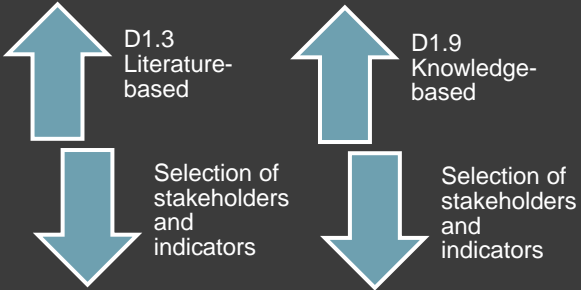 D1.3
Literature-
based
D1.9
Knowledge-
based
Selection of
stakeholders
and
indicators
Selection of
stakeholders
and
indicators